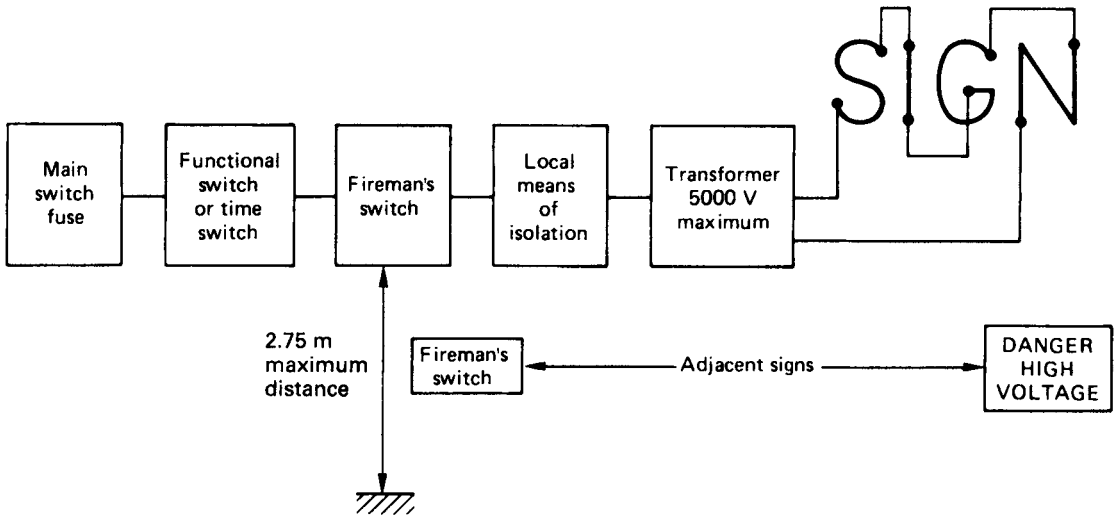 SIGN
Main
switch
fuse
Functional
switch
or time
switch
Fireman's
switch
Local
means
of
isolation
Transformer
5000 V
maximum
2.75 m
maximum
distance
Fireman's
switch
Adjacent signs
DANGER
HIGH
VOLTAGE